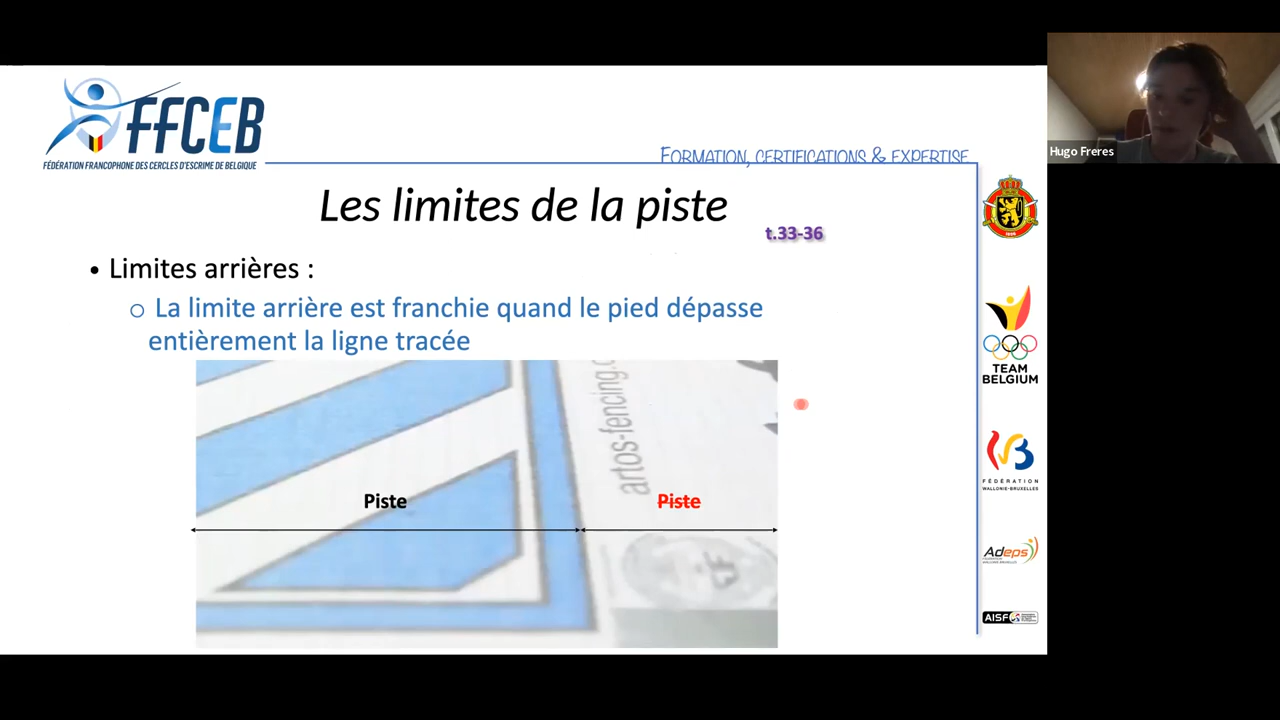 FFCEB
FÉDÉRATION FRANCOPHONE DES CERCLES D'ESCRIME DE BELGIQUE
FORMATION, CERTIFICATIONS & EXPERTISE
Hugo Freres
Les limites de la piste
t.33-36
• Limites arrières :
o La limite arrière est franchie quand le pied dépasse
entièrement la ligne tracée
artos-fencing.c
Piste
Piste
TEAM
BELGIUM
FÉDÉRATION
WALLONIE-BRUXELLES
Adeps
AISF